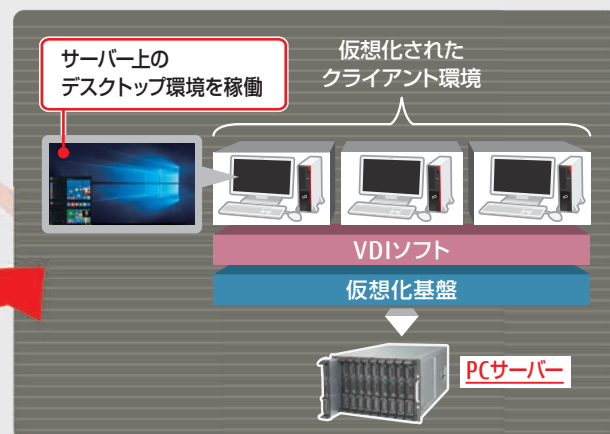 サーバー上の
デスクトップ環境を稼働
仮想化された
クライアント環境
VDIソフト
仮想化基盤
PCサーバー